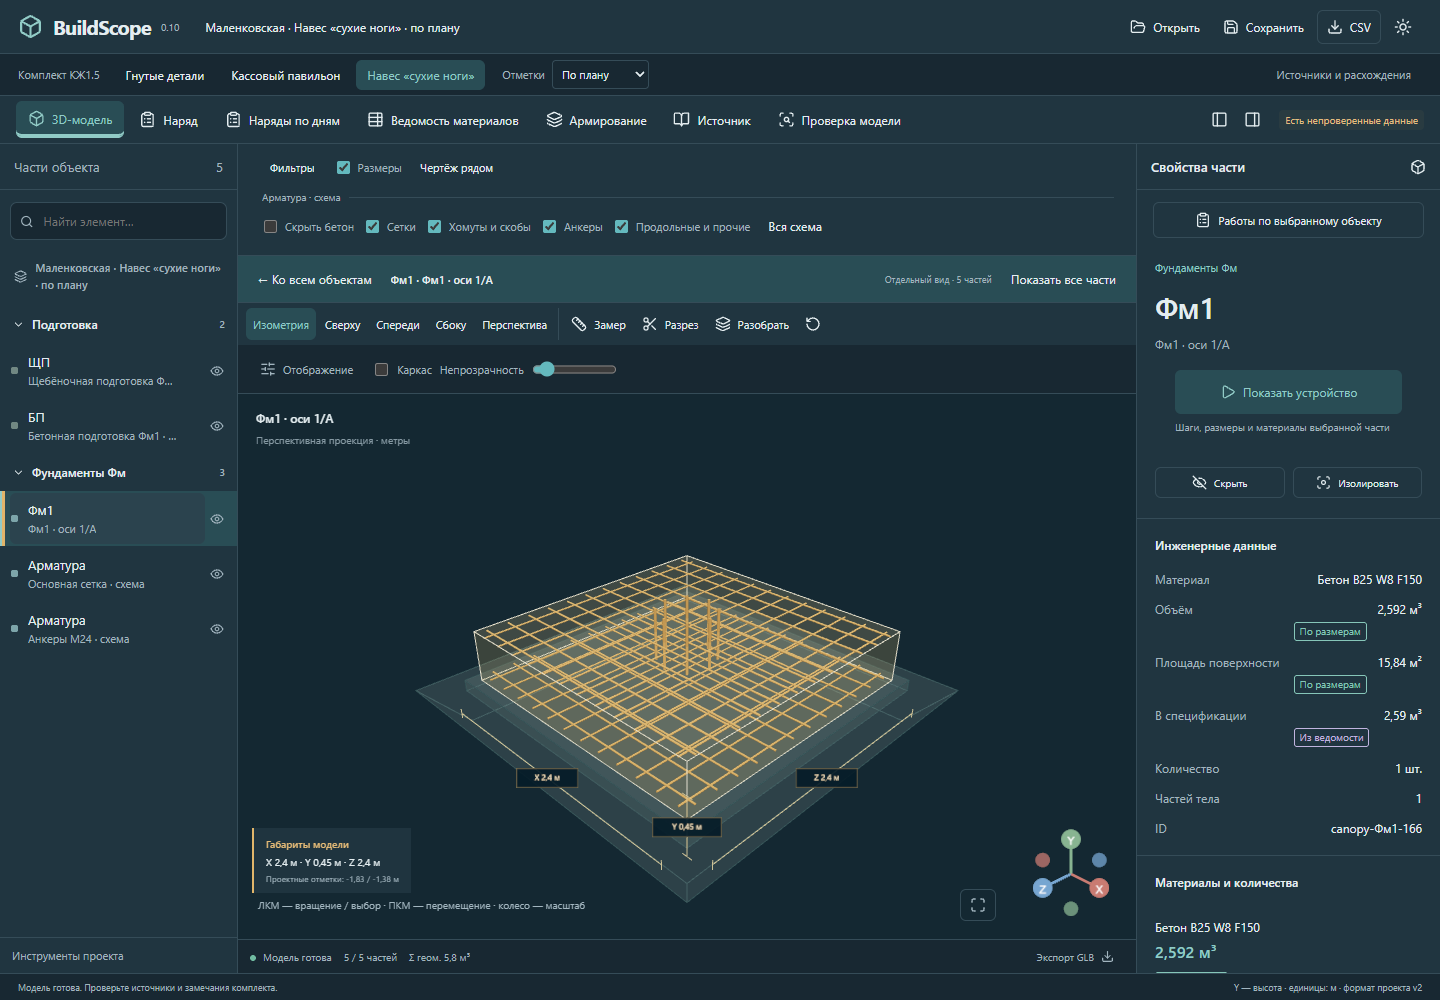 BuildScope 0.10 Маленковская · Навес «сухие ноги» · по плану Открыть Сохранить CSV
Комплект КЖ1.5 Гнутые детали Кассовый павильон Навес «сухие ноги» Отметки По плану Источники и расхождения
3D-модель Наряд Наряды по дням Ведомость материалов Армирование Источник Проверка модели Есть непроверенные данные
Части объекта 5
Найти элемент...
Маленковская · Навес «сухие ноги»
· по плану
Подготовка 2
ЩП
Щебёночная подготовка Ф...
БП
Бетонная подготовка Фм1 · ...
Фундаменты Фм 3
Фм1
Фм1 · оси 1/А
Арматура
Основная сетка · схема
Арматура
Анкеры М24 · схема
Инструменты проекта
Фильтры Размеры Чертёж рядом
Арматура · схема
Скрыть бетон Сетки Хомуты и скобы Анкеры Продольные и прочие Вся схема
← Ко всем объектам Фм1 · Фм1 · оси 1/А Отдельный вид · 5 частей Показать все части
Изометрия Сверху Спереди Сбоку Перспектива Замер Разрез Разобрать
Отображение Каркас Непрозрачность
Фм1 · оси 1/А
Перспективная проекция · метры
X 2,4 м
Z 2,4 м
Y 0,45 м
Габариты модели
X 2,4 м · Y 0,45 м · Z 2,4 м
Проектные отметки: -1,83 / -1,38 м
ЛКМ — вращение / выбор · ПКМ — перемещение · колесо — масштаб
Y
Z
X
Модель готова 5 / 5 частей Σ геом. 5,8 м³ Экспорт GLB
Свойства части
Работы по выбранному объекту
Фундаменты Фм
Фм1
Фм1 · оси 1/А
Показать устройство
Шаги, размеры и материалы выбранной части
Скрыть Изолировать
Инженерные данные
Материал Бетон B25 W8 F150
Объём 2,592 м³
По размерам
Площадь поверхности 15,84 м²
По размерам
В спецификации 2,59 м³
Из ведомости
Количество 1 шт.
Частей тела 1
ID canopy-Фм1-166
Материалы и количества
Бетон B25 W8 F150
2,592 м³
Модель готова. Проверьте источники и замечания комплекта. Y — высота · единицы: м · формат проекта v2